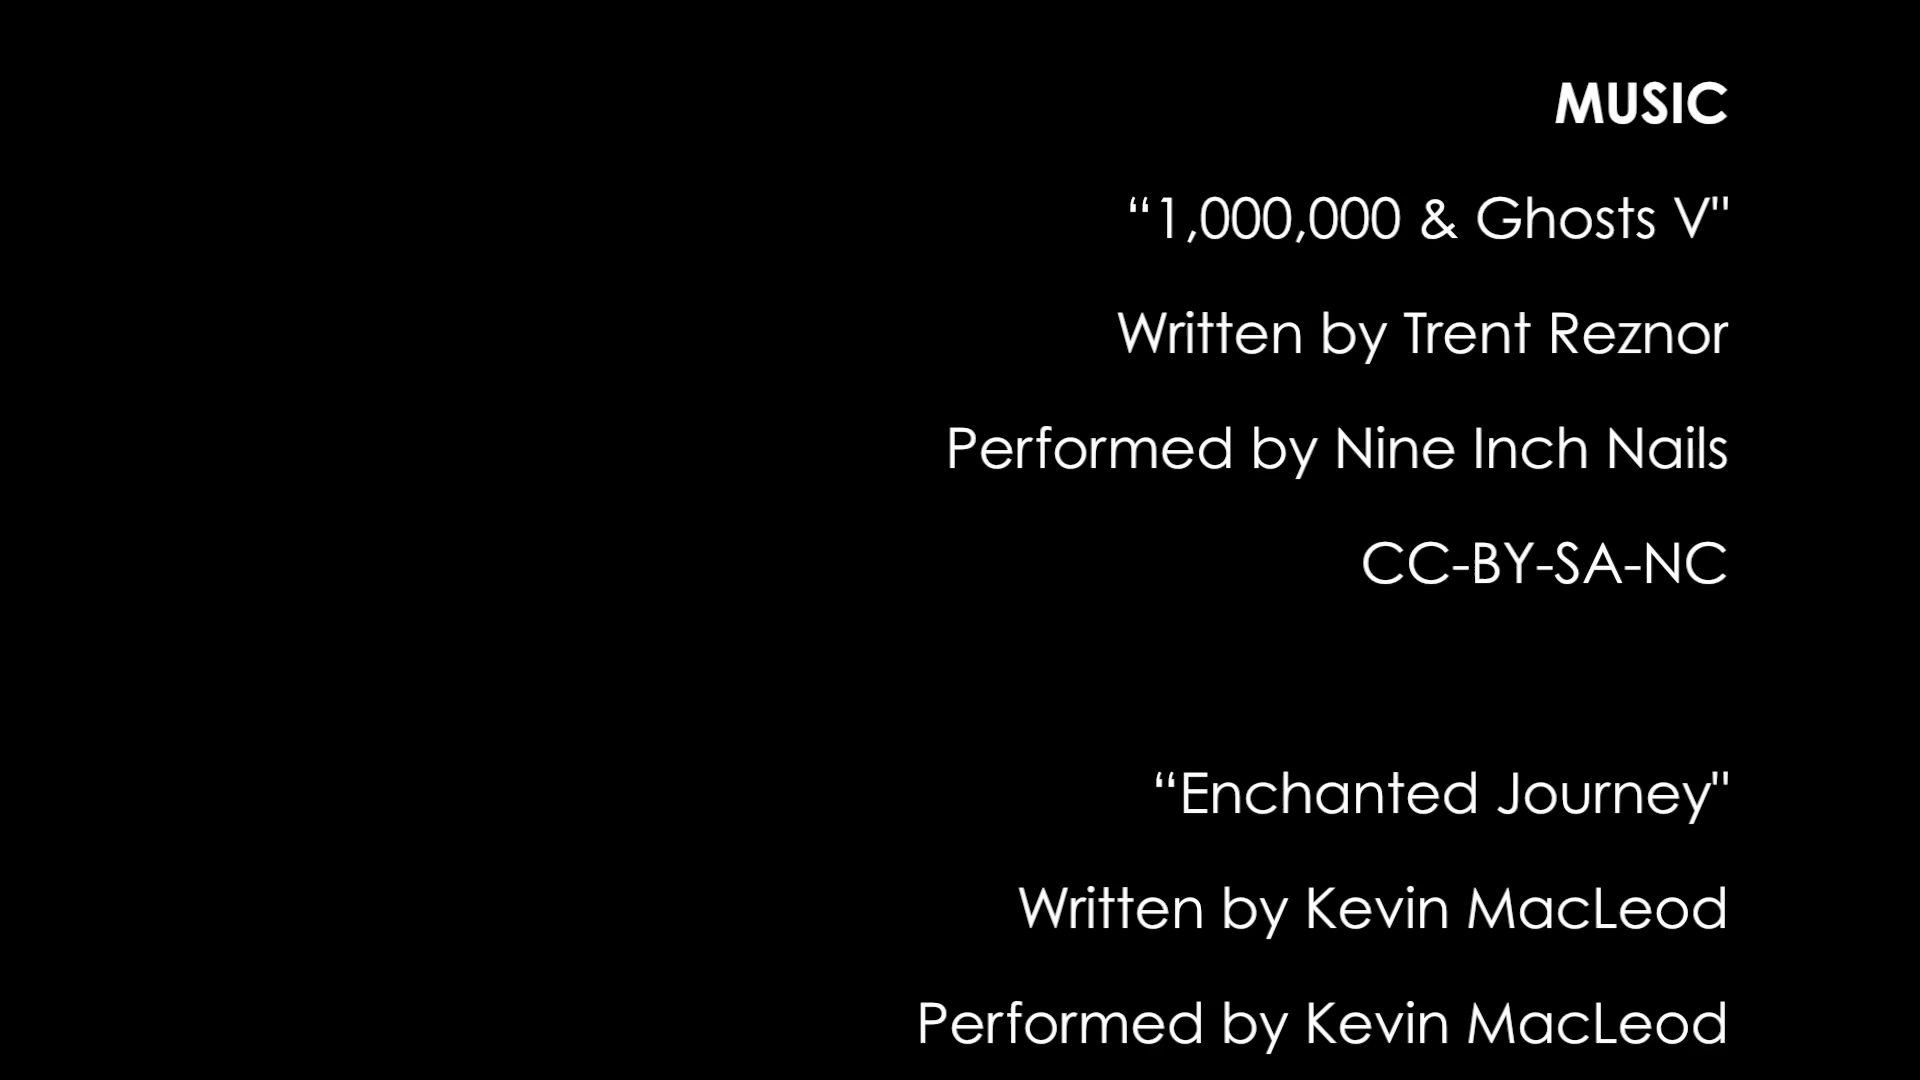 MUSIC
“1,000,000 & Ghosts V"
Written by Trent Reznor
Performed by Nine Inch Nails
CC-BY-SA-NC
“Enchanted Journey"
Written by Kevin MacLeod
Performed by Kevin MacLeod